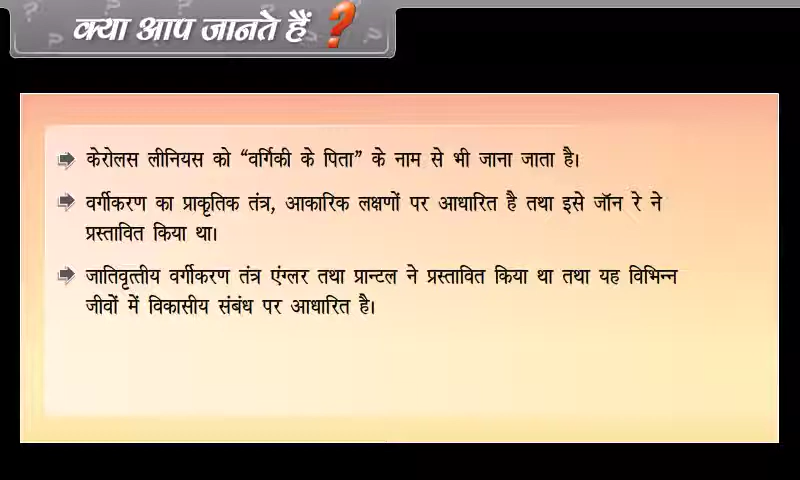 क्या आप जानते हैं ?
केरोलस लीनियस को “वर्गिकी के पिता” के नाम से भी जाना जाता है।
वर्गीकरण का प्राकृतिक तंत्र, आकारिक लक्षणों पर आधारित है तथा इसे जॉन रे ने
प्रस्तावित किया था।
जातिवृत्तीय वर्गीकरण तंत्र एंग्लर तथा प्रान्टल ने प्रस्तावित किया था तथा यह विभिन्न
जीवों में विकासीय संबंध पर आधारित है।